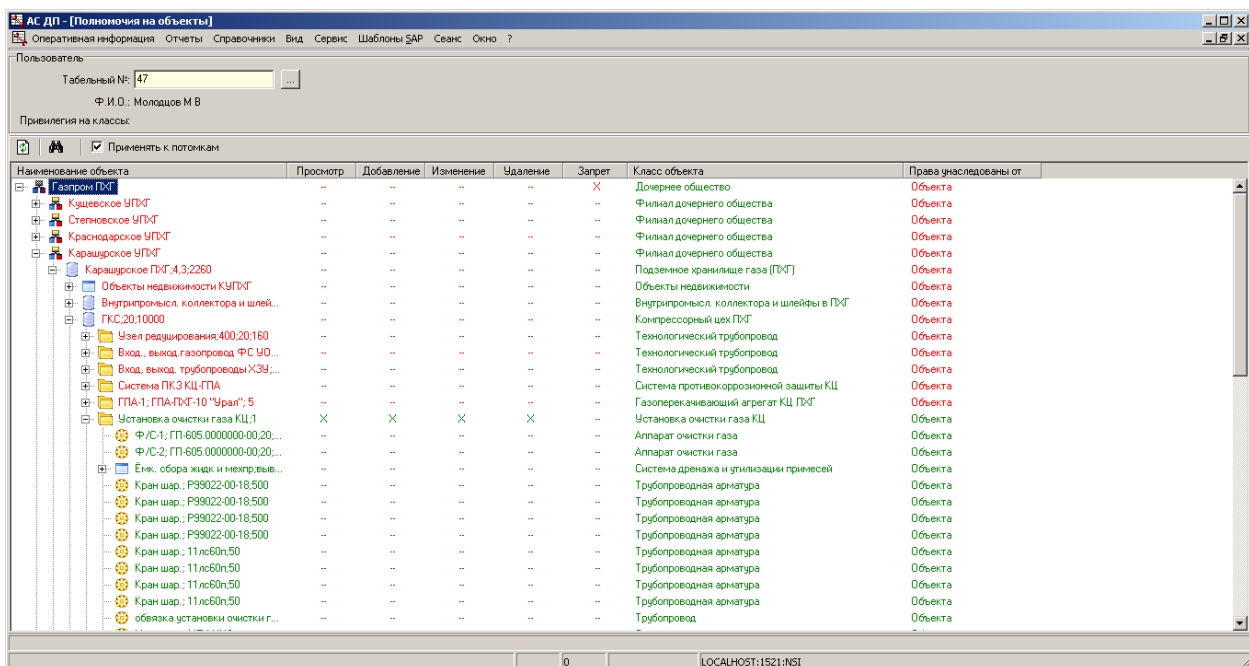 АС ДП - [Полномочия на объекты]
Оперативная информация Отчеты Справочники Вид Сервис Шаблоны SAP Сеанс Окно ?
Пользователь
Табельный №: 47 ...
Ф.И.О.: Молодцов М В
Привилегия на классы:
Применять к потомкам
Наименование объекта Просмотр Добавление Изменение Удаление Запрет Класс объекта Права унаследованы от
Газпром ПХГ -- -- -- -- X Дочернее общество Объекта
Кущевское УПХГ -- -- -- -- -- Филиал дочернего общества Объекта
Степновское УПХГ -- -- -- -- -- Филиал дочернего общества Объекта
Краснодарское УПХГ -- -- -- -- -- Филиал дочернего общества Объекта
Карашурское УПХГ -- -- -- -- -- Филиал дочернего общества Объекта
Карашурское ПХГ;4,3;2260 -- -- -- -- -- Подземное хранилище газа (ПХГ) Объекта
Объекты недвижимости КУПХГ -- -- -- -- -- Объекты недвижимости Объекта
Внутрипромысл. коллектора и шлей... -- -- -- -- -- Внутрипромысл. коллектора и шлейфы в ПХГ Объекта
ГКС;20;10000 -- -- -- -- -- Компрессорный цех ПХГ Объекта
Узел редуцирования;400;20;160 -- -- -- -- -- Технологический трубопровод Объекта
Вход., выход.газопровод ФС УО... -- -- -- -- -- Технологический трубопровод Объекта
Вход, выход. трубопроводы ХЗУ;... -- -- -- -- -- Технологический трубопровод Объекта
Система ПКЗ КЦ-ГПА -- -- -- -- -- Система противокоррозионной защиты КЦ Объекта
ГПА-1; ГПА-ПХГ-10 "Урал"; 5 -- -- -- -- -- Газоперекачивающий агрегат КЦ ПХГ Объекта
Установка очистки газа КЦ;1 X X X X -- Установка очистки газа КЦ Объекта
Ф/С-1; ГП-605.0000000-00;20;... -- -- -- -- -- Аппарат очистки газа Объекта
Ф/С-2; ГП-605.0000000-00;20;... -- -- -- -- -- Аппарат очистки газа Объекта
Ёмк. сбора жидк и мехпр;выв... -- -- -- -- -- Система дренажа и утилизации примесей Объекта
Кран шар.; Р99022-00-18;500 -- -- -- -- -- Трубопроводная арматура Объекта
Кран шар.; Р99022-00-18;500 -- -- -- -- -- Трубопроводная арматура Объекта
Кран шар.; Р99022-00-18;500 -- -- -- -- -- Трубопроводная арматура Объекта
Кран шар.; Р99022-00-18;500 -- -- -- -- -- Трубопроводная арматура Объекта
Кран шар.; 11лс60п;50 -- -- -- -- -- Трубопроводная арматура Объекта
Кран шар.; 11лс60п;50 -- -- -- -- -- Трубопроводная арматура Объекта
Кран шар.; 11лс60п;50 -- -- -- -- -- Трубопроводная арматура Объекта
Кран шар.; 11лс60п;50 -- -- -- -- -- Трубопроводная арматура Объекта
обвязка установки очистки г... -- -- -- -- -- Трубопровод Объекта
0 LOCALHOST:1521:NSI